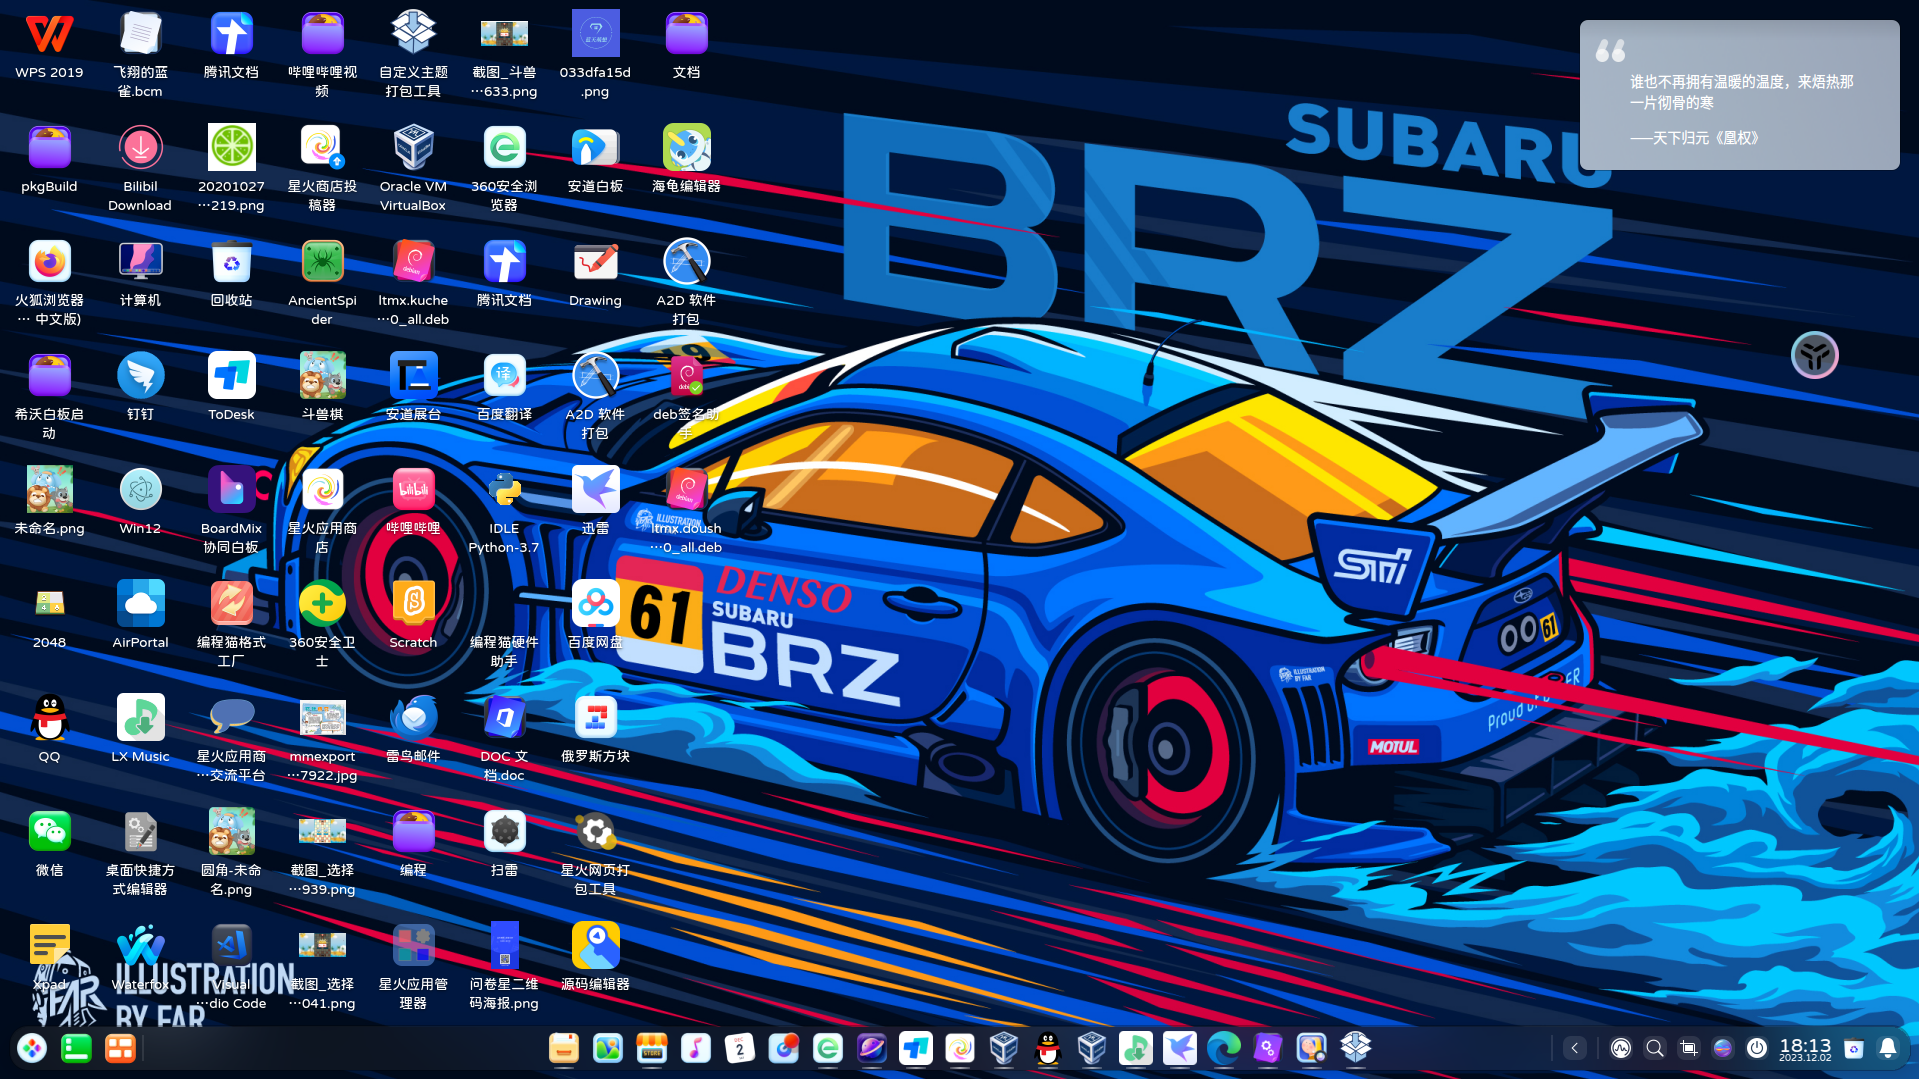 WPS 2019
飞翔的蓝
雀.bcm
腾讯文档
哔哩哔哩视
频
自定义主题
打包工具
截图_斗兽
…633.png
033dfa15d
.png
文档
谁也不再拥有温暖的温度，来焐热那
一片彻骨的寒
——天下归元《凰权》
SUBARU
BRZ
pkgBuild
Bilibil
Download
20201027
…219.png
星火商店投
稿器
Oracle VM
VirtualBox
360安全浏
览器
安道白板
海龟编辑器
火狐浏览器
… 中文版)
计算机
回收站
AncientSpi
der
ltmx.kuche
…0_all.deb
腾讯文档
Drawing
A2D 软件
打包
希沃白板启
动
钉钉
ToDesk
斗兽棋
安道展台
百度翻译
A2D 软件
打包
deb签名助
手
未命名.png
Win12
BoardMix
协同白板
星火应用商
店
哔哩哔哩
IDLE
Python-3.7
迅雷
ltmx.doush
…0_all.deb
2048
AirPortal
编程猫格式
工厂
360安全卫
士
Scratch
编程猫硬件
助手
百度网盘
61
DENSO
SUBARU
BRZ
STI
61
ILLUSTRATION
BY FAR
MOTUL
QQ
LX Music
星火应用商
…交流平台
mmexport
…7922.jpg
雷鸟邮件
DOC 文
档.doc
俄罗斯方块
微信
桌面快捷方
式编辑器
圆角-未命
名.png
截图_选择
…939.png
编程
扫雷
星火网页打
包工具
Xpad
Waterfox
Visual
…dio Code
截图_选择
…041.png
星火应用管
理器
问卷星二维
码海报.png
源码编辑器
FAR
ILLUSTRATION
BY FAR
18:13
2023.12.02